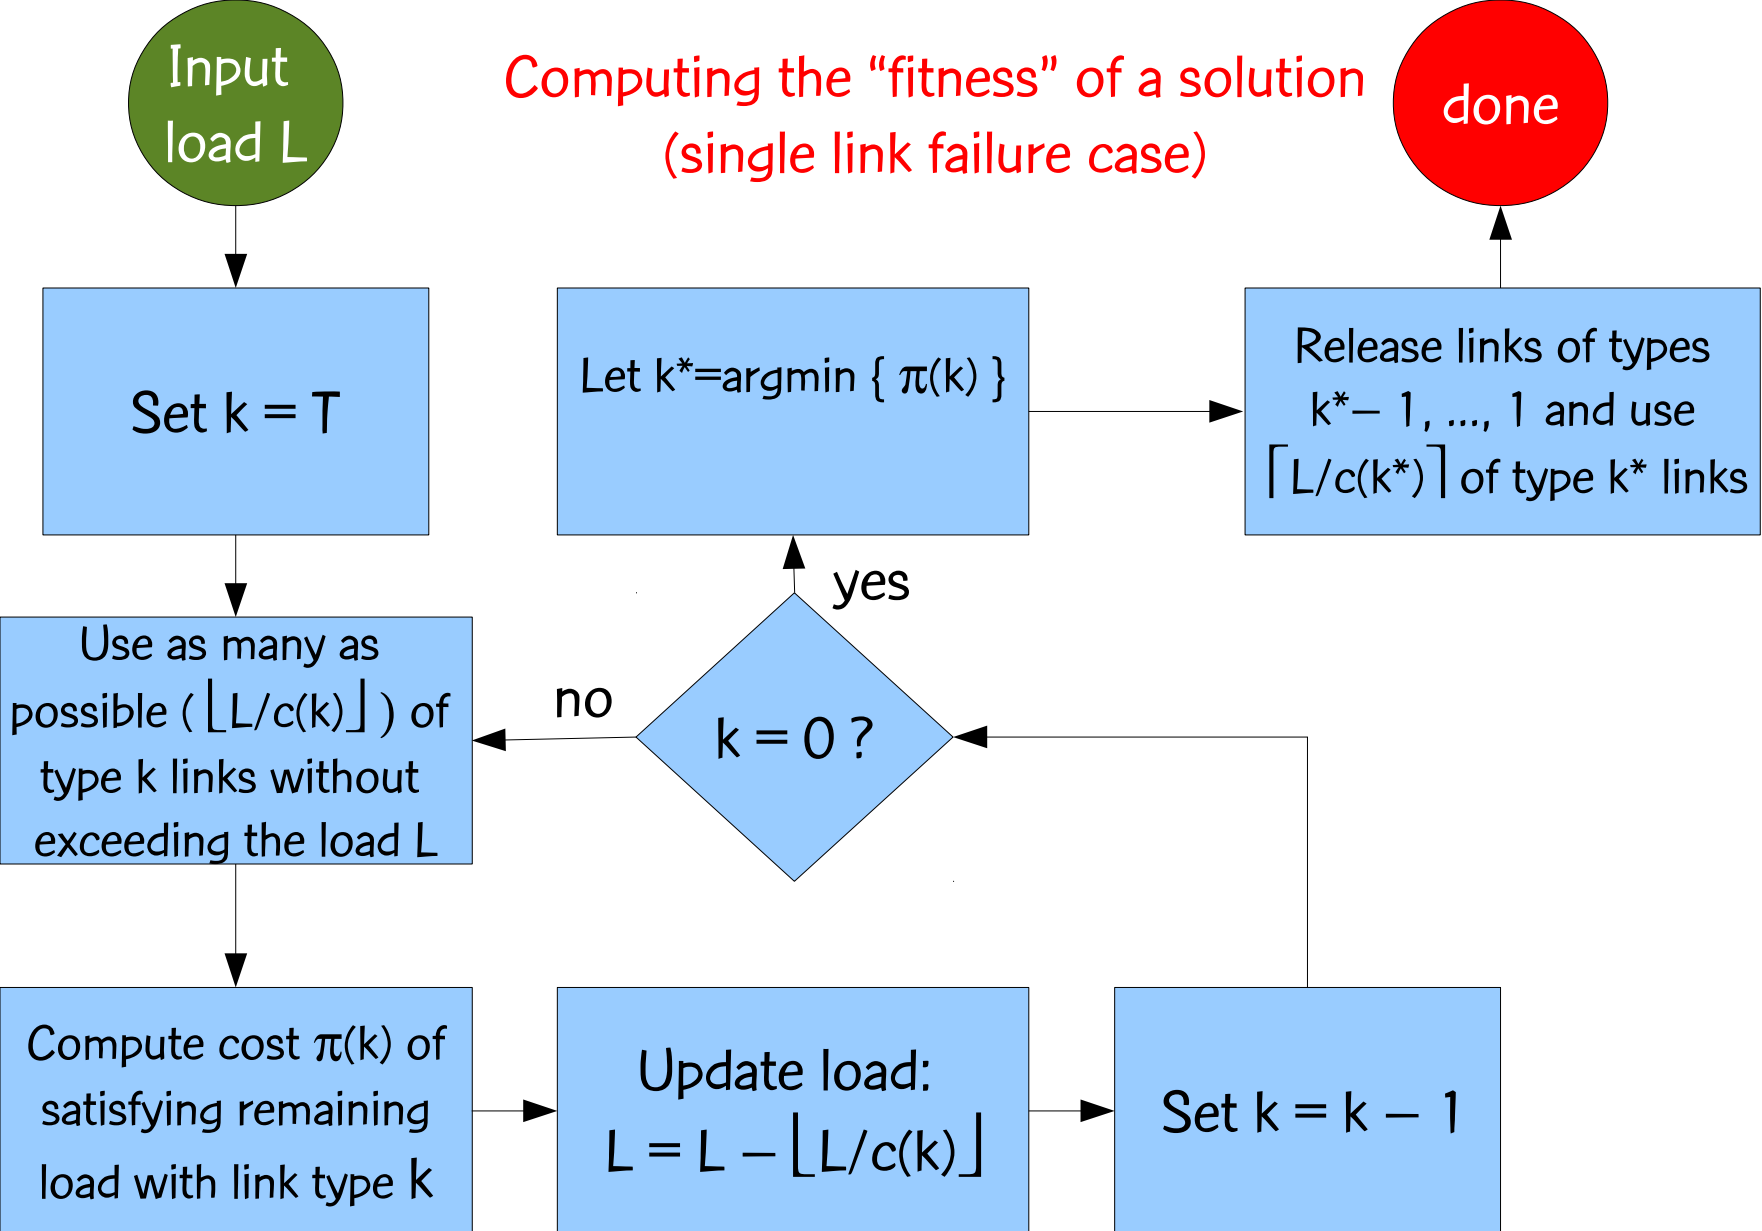 Input
load L
Computing the “fitness” of a solution
(single link failure case)
done
Set k = T
Let k*=argmin { π(k) }
Release links of types
k*– 1, ..., 1 and use
⌈L/c(k*)⌉ of type k* links
yes
Use as many as
possible ( ⌊L/c(k)⌋ ) of
type k links without
exceeding the load L
no
k = 0 ?
Compute cost π(k) of
satisfying remaining
load with link type k
Update load:
L = L – ⌊L/c(k)⌋
Set k = k – 1